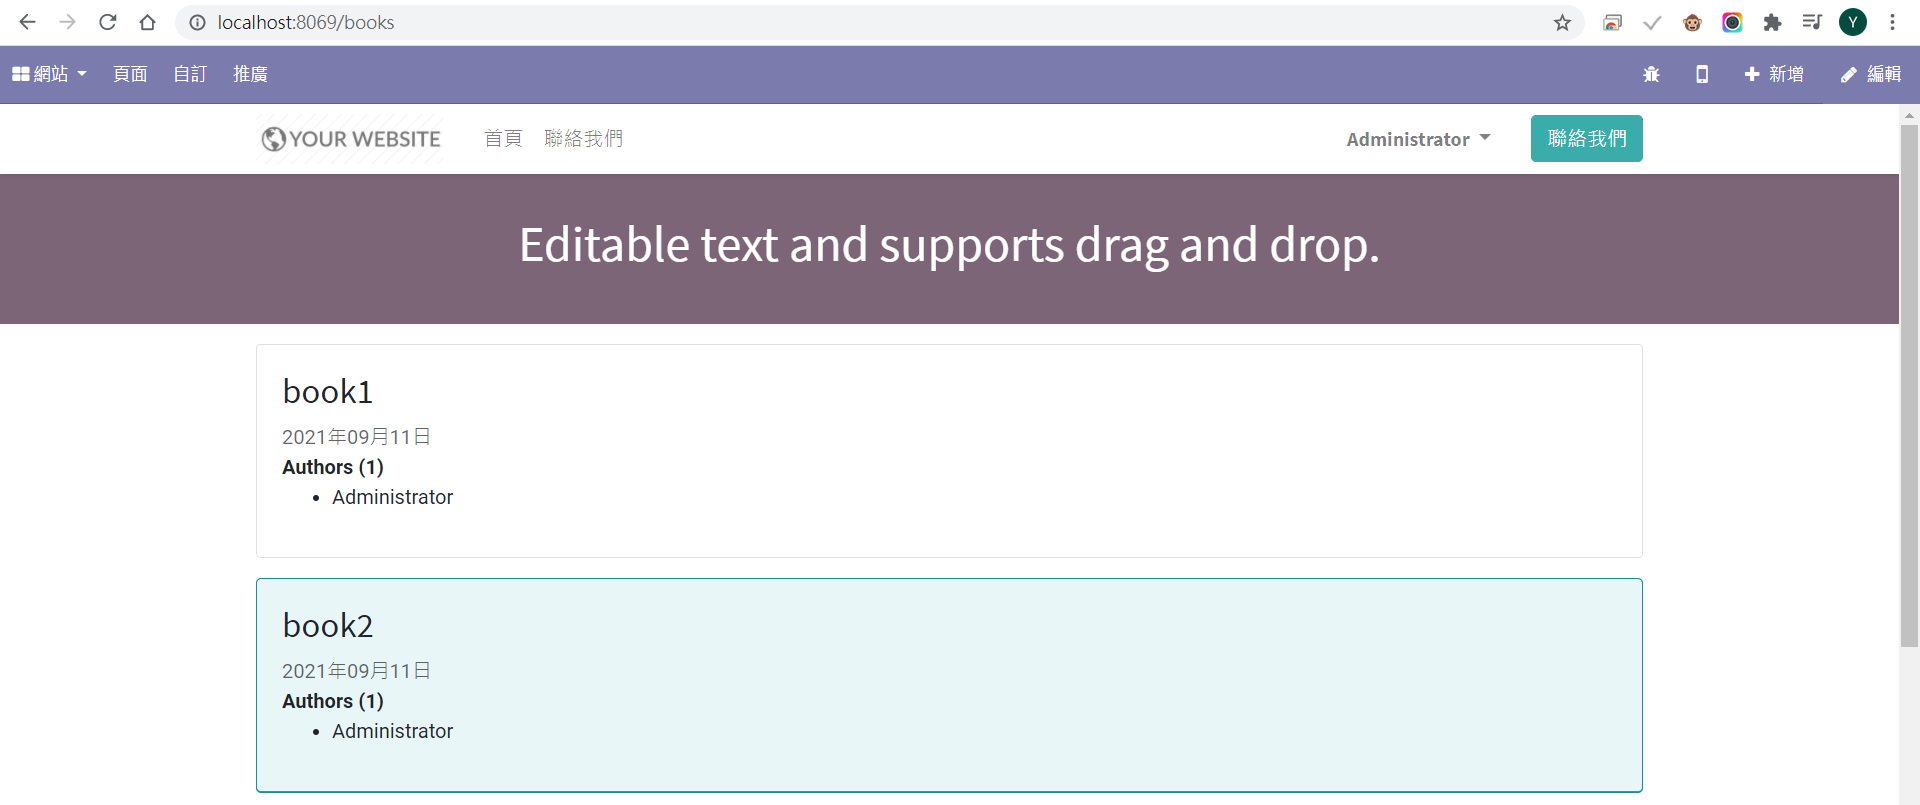 localhost:8069/books
Y
網站 頁面 自訂 推廣 新增 編輯
YOUR WEBSITE 首頁 聯絡我們 Administrator 聯絡我們
Editable text and supports drag and drop.
book1
2021年09月11日
Authors (1)
Administrator
book2
2021年09月11日
Authors (1)
Administrator